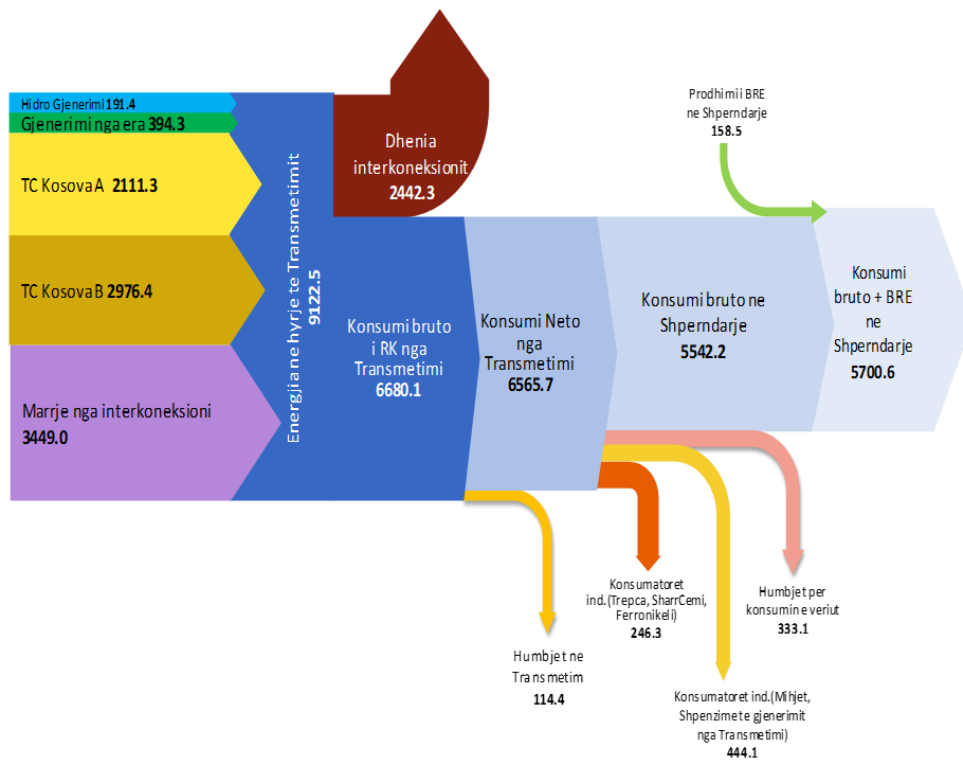 Hidro Gjenerimi 191.4
Gjenerimi nga era 394.3
TC Kosova A 2111.3
TC Kosova B 2976.4
Marrje nga interkoneksioni
3449.0
Energjia ne hyrje te Transmetimit
9122.5
Dhenia
interkoneksionit
2442.3
Konsumi bruto
i RK nga
Transmetimi
6680.1
Konsumi Neto
nga
Transmetimi
6565.7
Konsumi bruto ne
Shperndarje
5542.2
Prodhimi i BRE
ne Shperndarje
158.5
Konsumi
bruto + BRE
ne
Shperndarje
5700.6
Humbjet ne
Transmetim
114.4
Konsumatoret
ind.(Trepca, SharrCemi,
Ferronikeli)
246.3
Konsumatoret ind.(Mihjet,
Shpenzimet e gjenerimit
nga Transmetimi)
444.1
Humbjet per
konsumin e veriut
333.1